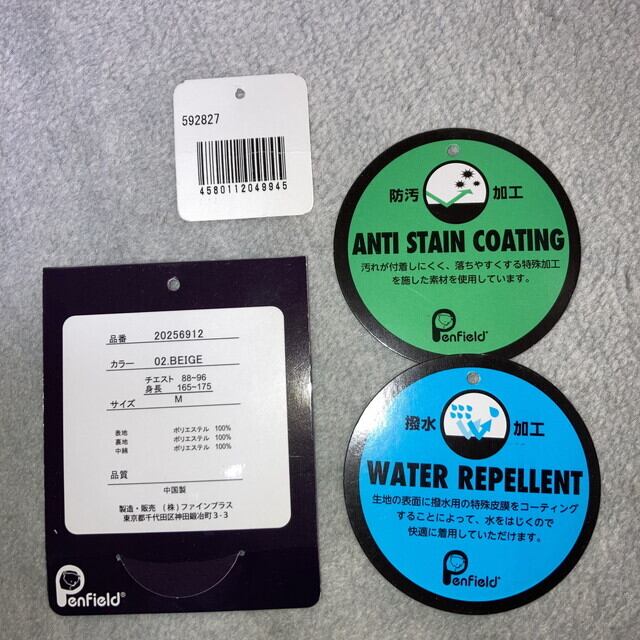 592827
4580112049945
防汚 加工
ANTI STAIN COATING
汚れが付着しにくく、落ちやすくする特殊加工
を施した素材を使用しています。
Penfield®
品番 20256912
カラー 02.BEIGE
チエスト 88~96
身長 165~175
サイズ M
表地 ポリエステル 100%
裏地 ポリエステル 100%
中綿 ポリエステル 100%
品質
中国製
製造・販売 (株)ファインプラス
東京都千代田区神田鍛冶町3-3
Penfield®
撥水 加工
WATER REPELLENT
生地の表面に撥水用の特殊皮膜をコーティング
することによって、水をはじくので
快適に着用していただけます。
Penfield®